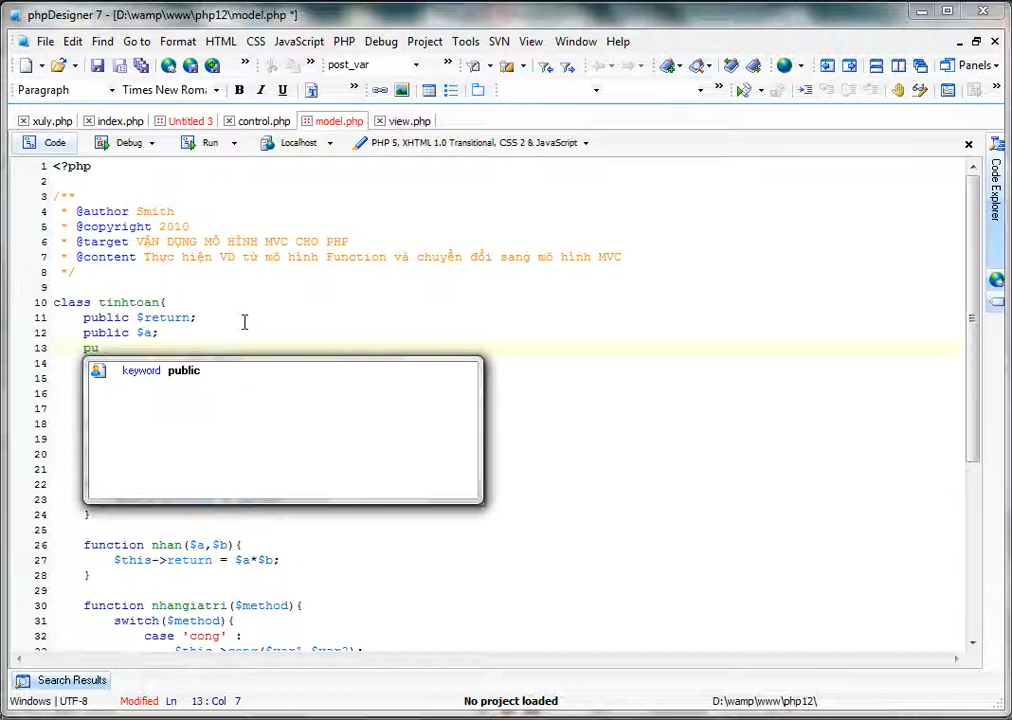 phpDesigner 7 - [D:\wamp\www\php12\model.php *]
File Edit Find Go to Format HTML CSS JavaScript PHP Debug Project Tools SVN View Window Help
post_var Panels
Paragraph Times New Roma B I U
xuly.php index.php Untitled 3 control.php model.php view.php
Code Debug Run Localhost PHP 5, XHTML 1.0 Transitional, CSS 2 & JavaScript
Code Explorer
1 <?php
2
3 /**
4 * @author Smith
5 * @copyright 2010
6 * @target VẬN DỤNG MÔ HÌNH MVC CHO PHP
7 * @content Thực hiện VD từ mô hình Function và chuyển đổi sang mô hình MVC
8 */
9
10 class tinhtoan{
11 public $return;
12 public $a;
13 pu
14 keyword public
15
16
17
18
19
20
21
22
23
24 }
25
26 function nhan($a,$b){
27 $this->return = $a*$b;
28 }
29
30 function nhangiatri($method){
31 switch($method){
32 case 'cong' :
$this->cong($var1,$var2);
Search Results
Windows | UTF-8 Modified Ln 13 : Col 7 No project loaded D:\wamp\www\php12\